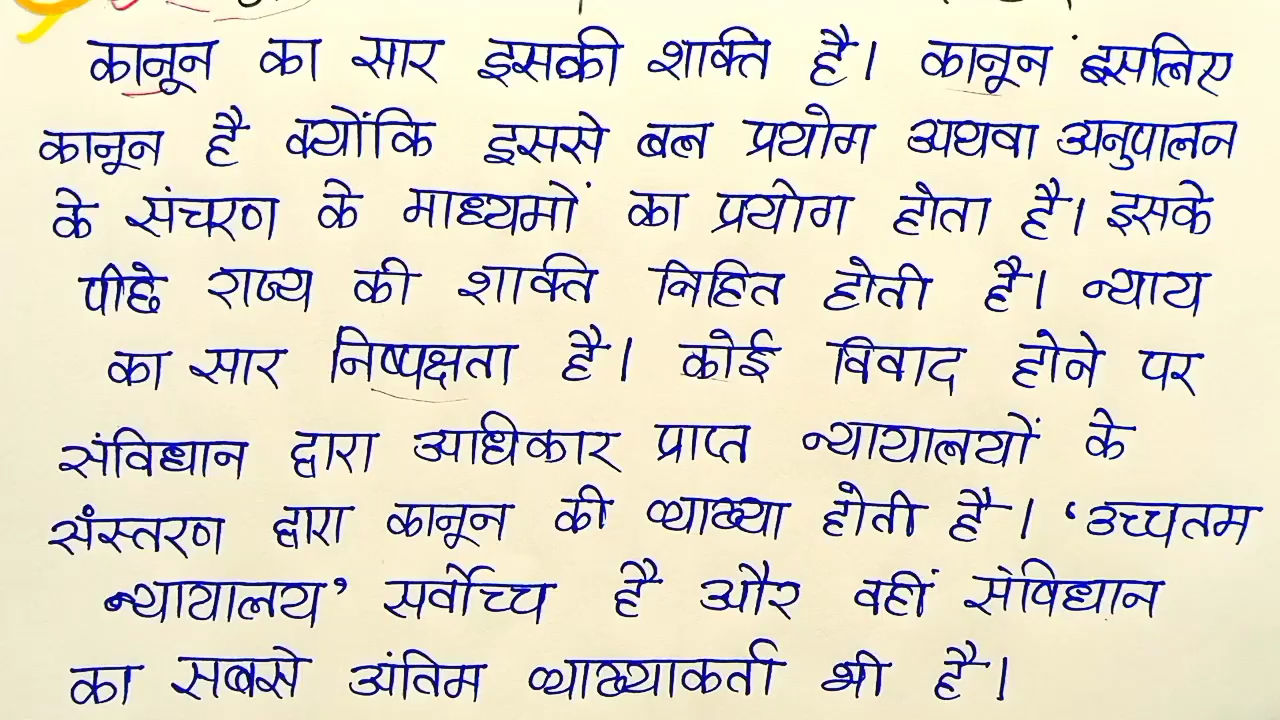 कानून का सार इसकी शक्ति है। कानून इसलिए
कानून है क्योंकि इससे बल प्रयोग अथवा अनुपालन
के संचरण के माध्यमों का प्रयोग होता है। इसके
पीछे राज्य की शक्ति निहित होती है। न्याय
का सार निष्पक्षता है। कोई विवाद होने पर
संविधान द्वारा अधिकार प्राप्त न्यायालयों के
संस्तरण द्वारा कानून की व्याख्या होती है। 'उच्चतम
न्यायालय' सर्वोच्च है और वहीं संविधान
का सबसे अंतिम व्याख्याकर्ता भी है।